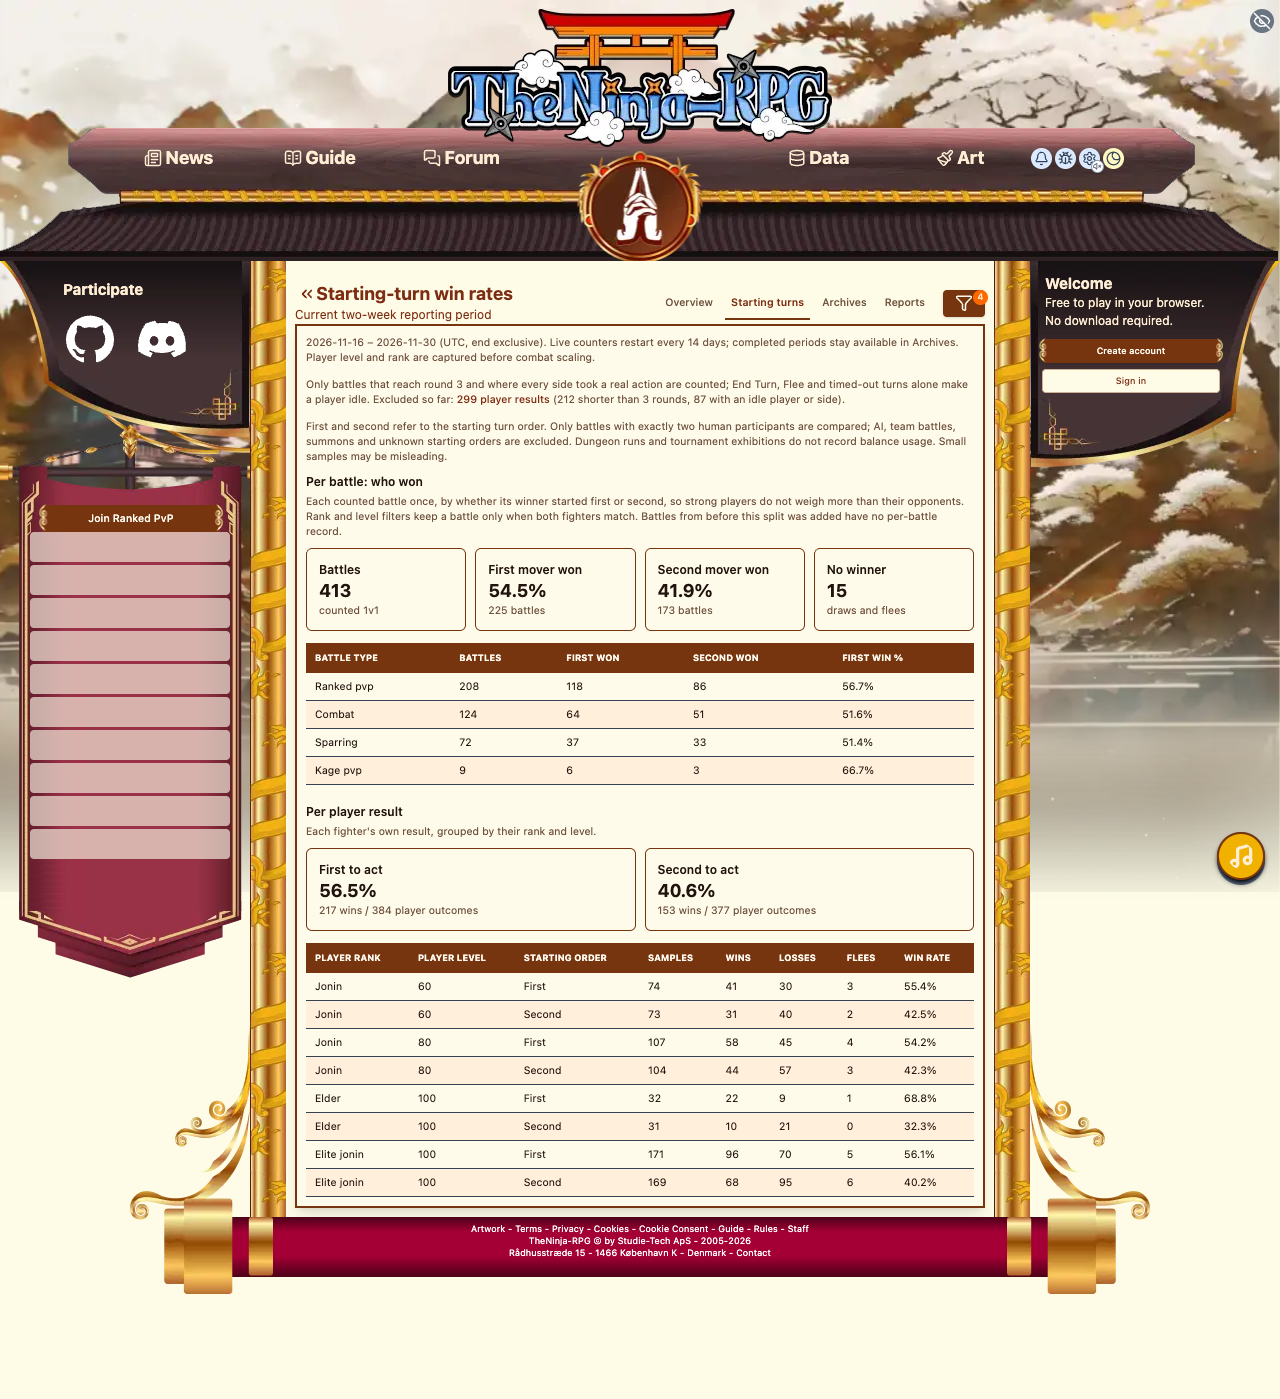 TheNinja-RPG
News
Guide
Forum
Data
Art
Participate
Join Ranked PvP
« Starting-turn win rates
Current two-week reporting period
Overview
Starting turns
Archives
Reports
4
2026-11-16 – 2026-11-30 (UTC, end exclusive). Live counters restart every 14 days; completed periods stay available in Archives.
Player level and rank are captured before combat scaling.
Only battles that reach round 3 and where every side took a real action are counted; End Turn, Flee and timed-out turns alone make
a player idle. Excluded so far: 299 player results (212 shorter than 3 rounds, 87 with an idle player or side).
First and second refer to the starting turn order. Only battles with exactly two human participants are compared; AI, team battles,
summons and unknown starting orders are excluded. Dungeon runs and tournament exhibitions do not record balance usage. Small
samples may be misleading.
Per battle: who won
Each counted battle once, by whether its winner started first or second, so strong players do not weigh more than their opponents.
Rank and level filters keep a battle only when both fighters match. Battles from before this split was added have no per-battle
record.
Battles
413
counted 1v1
First mover won
54.5%
225 battles
Second mover won
41.9%
173 battles
No winner
15
draws and flees
BATTLE TYPE BATTLES FIRST WON SECOND WON FIRST WIN %
Ranked pvp 208 118 86 56.7%
Combat 124 64 51 51.6%
Sparring 72 37 33 51.4%
Kage pvp 9 6 3 66.7%
Per player result
Each fighter's own result, grouped by their rank and level.
First to act
56.5%
217 wins / 384 player outcomes
Second to act
40.6%
153 wins / 377 player outcomes
PLAYER RANK PLAYER LEVEL STARTING ORDER SAMPLES WINS LOSSES FLEES WIN RATE
Jonin 60 First 74 41 30 3 55.4%
Jonin 60 Second 73 31 40 2 42.5%
Jonin 80 First 107 58 45 4 54.2%
Jonin 80 Second 104 44 57 3 42.3%
Elder 100 First 32 22 9 1 68.8%
Elder 100 Second 31 10 21 0 32.3%
Elite jonin 100 First 171 96 70 5 56.1%
Elite jonin 100 Second 169 68 95 6 40.2%
Welcome
Free to play in your browser.
No download required.
Create account
Sign in
Artwork - Terms - Privacy - Cookies - Cookie Consent - Guide - Rules - Staff
TheNinja-RPG © by Studie-Tech ApS - 2005-2026
Rådhusstræde 15 - 1466 København K - Denmark - Contact